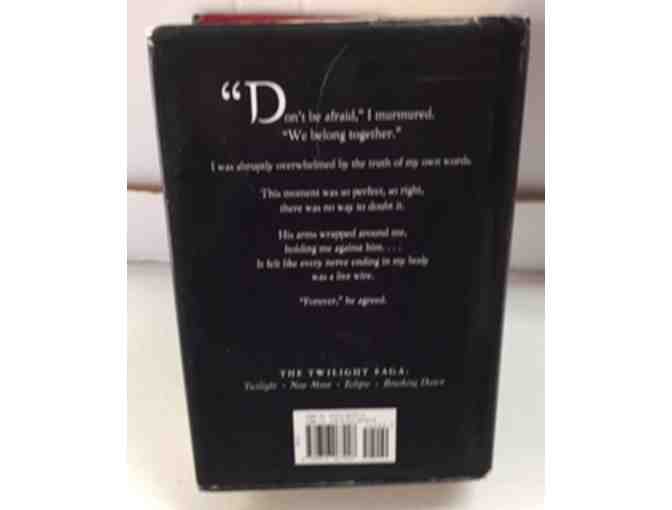 “Don't be afraid,” I murmured.
“We belong together.”
I was abruptly overwhelmed by the truth of my own words.
This moment was so perfect, so right,
there was no way to doubt it.
His arms wrapped around me,
holding me against him. . . .
It felt like every nerve ending in my body
was a live wire.
“Forever,” he agreed.
THE TWILIGHT SAGA:
Twilight · New Moon · Eclipse · Breaking Dawn